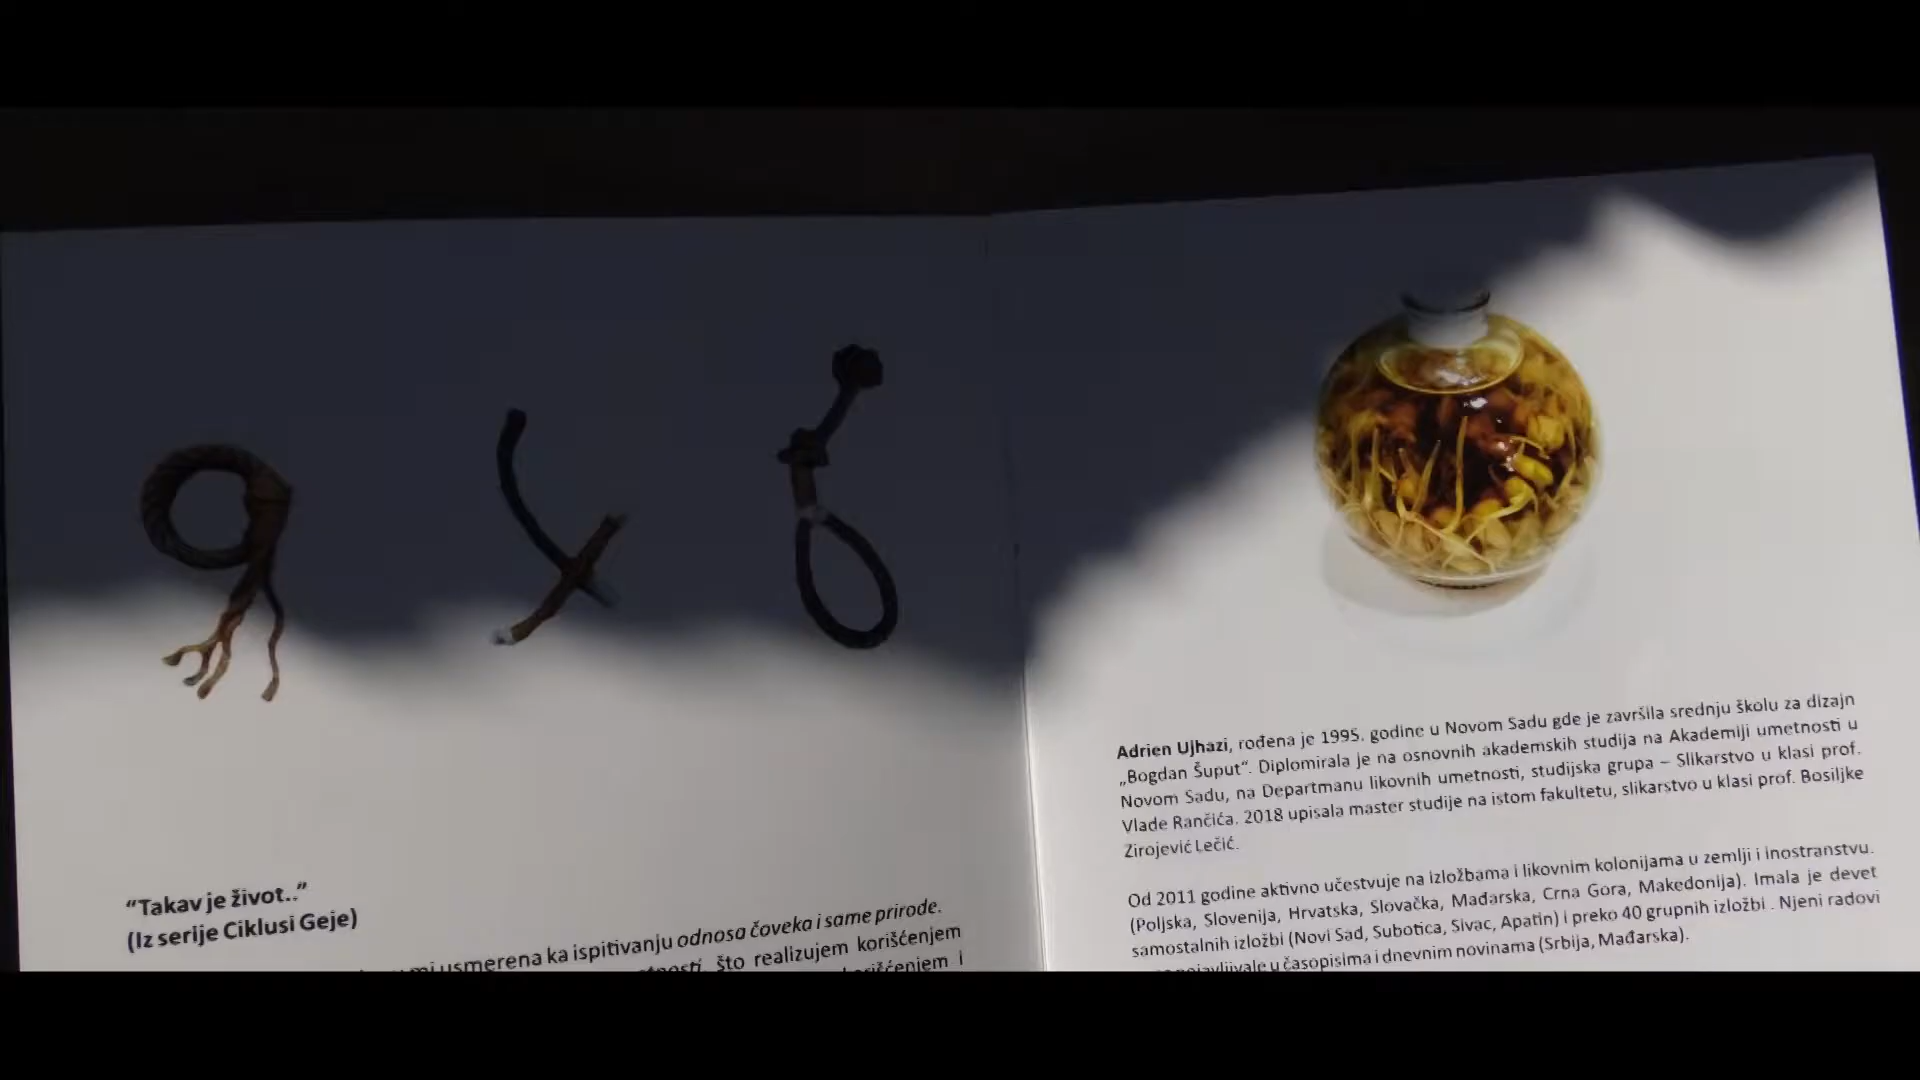 “Takav je život..”
(Iz serije Ciklusi Geje)
usmerena ka ispitivanju odnosa čoveka i same prirode.
što realizujem korišćenjem
i
Adrien Ujhazi, rođena je 1995. godine u Novom Sadu gde je završila srednju školu za dizajn
„Bogdan Šuput“. Diplomirala je na osnovnih akademskih studija na Akademiji umetnosti u
Novom Sadu, na Departmanu likovnih umetnosti, studijska grupa – Slikarstvo u klasi prof.
Vlade Rančića. 2018 upisala master studije na istom fakultetu, slikarstvo u klasi prof. Bosiljke
Zirojević Lečić.
Od 2011 godine aktivno učestvuje na izložbama i likovnim kolonijama u zemlji i inostranstvu.
(Poljska, Slovenija, Hrvatska, Slovačka, Mađarska, Crna Gora, Makedonija). Imala je devet
samostalnih izložbi (Novi Sad, Subotica, Sivac, Apatin) i preko 40 grupnih izložbi . Njeni radovi
u časopisima i dnevnim novinama (Srbija, Mađarska).